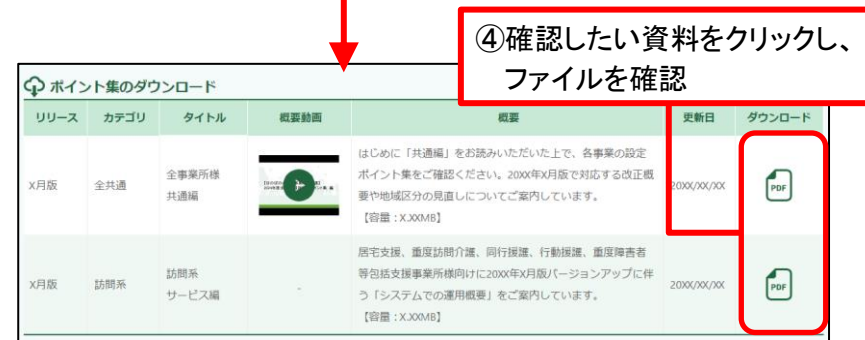 ④確認したい資料をクリックし、
ファイルを確認
ポイント集のダウンロード
リリース カテゴリ タイトル 概要動画 概要 更新日 ダウンロード
X月版 全共通 全事業所様
共通編
はじめに「共通編」をお読みいただいた上で、各事業の設定
ポイント集をご確認ください。20XX年X月版で対応する改正概
要や地域区分の見直しについてご案内しています。
【容量：X.XXMB】
20XX/XX/XX
PDF
X月版 訪問系 訪問系
サービス編
-
居宅支援、重度訪問介護、同行援護、行動援護、重度障害者
等包括支援事業所様向けに20XX年X月版バージョンアップに伴
う「システムでの運用概要」をご案内しています。
【容量：X.XXMB】
20XX/XX/XX
PDF